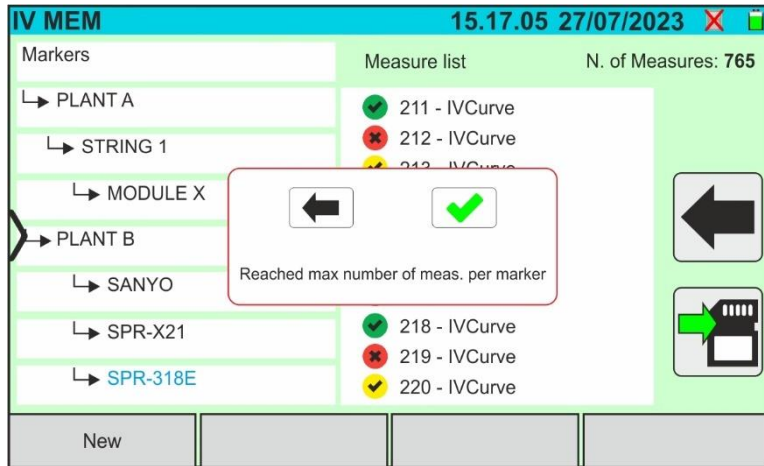 IV MEM
15.17.05 27/07/2023
Markers
Measure list
N. of Measures: 765
PLANT A
STRING 1
MODULE X
PLANT B
SANYO
SPR-X21
SPR-318E
211 - IVCurve
212 - IVCurve
213 - IVCurve
Reached max number of meas. per marker
218 - IVCurve
219 - IVCurve
220 - IVCurve
New